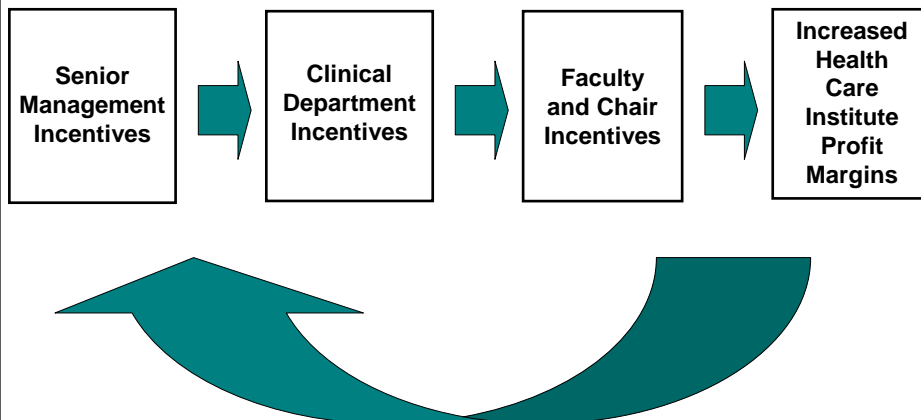 Senior
Management
Incentives
Clinical
Department
Incentives
Faculty
and Chair
Incentives
Increased
Health
Care
Institute
Profit
Margins